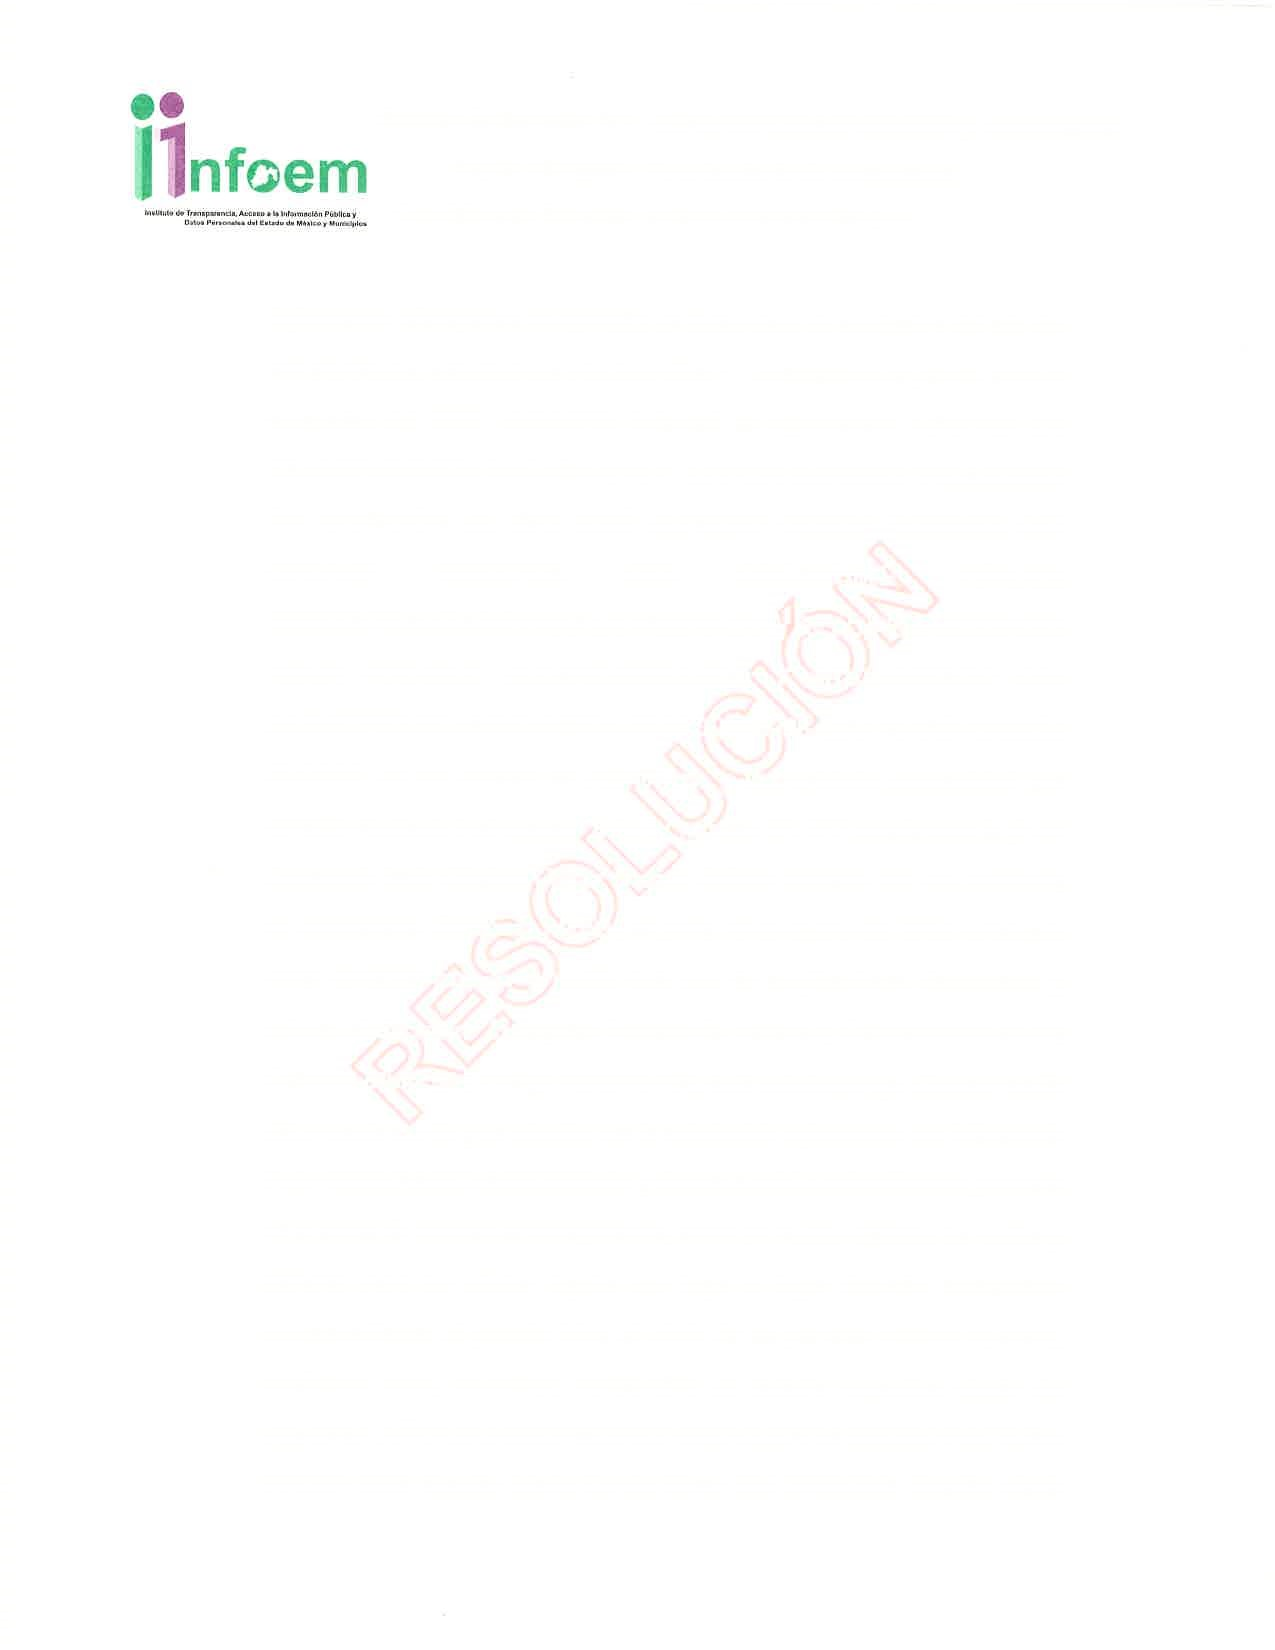 infoem
Instituto de Transparencia, Acceso a la Información Pública y
Datos Personales del Estado de México y Municipios
RESOLUCIÓN